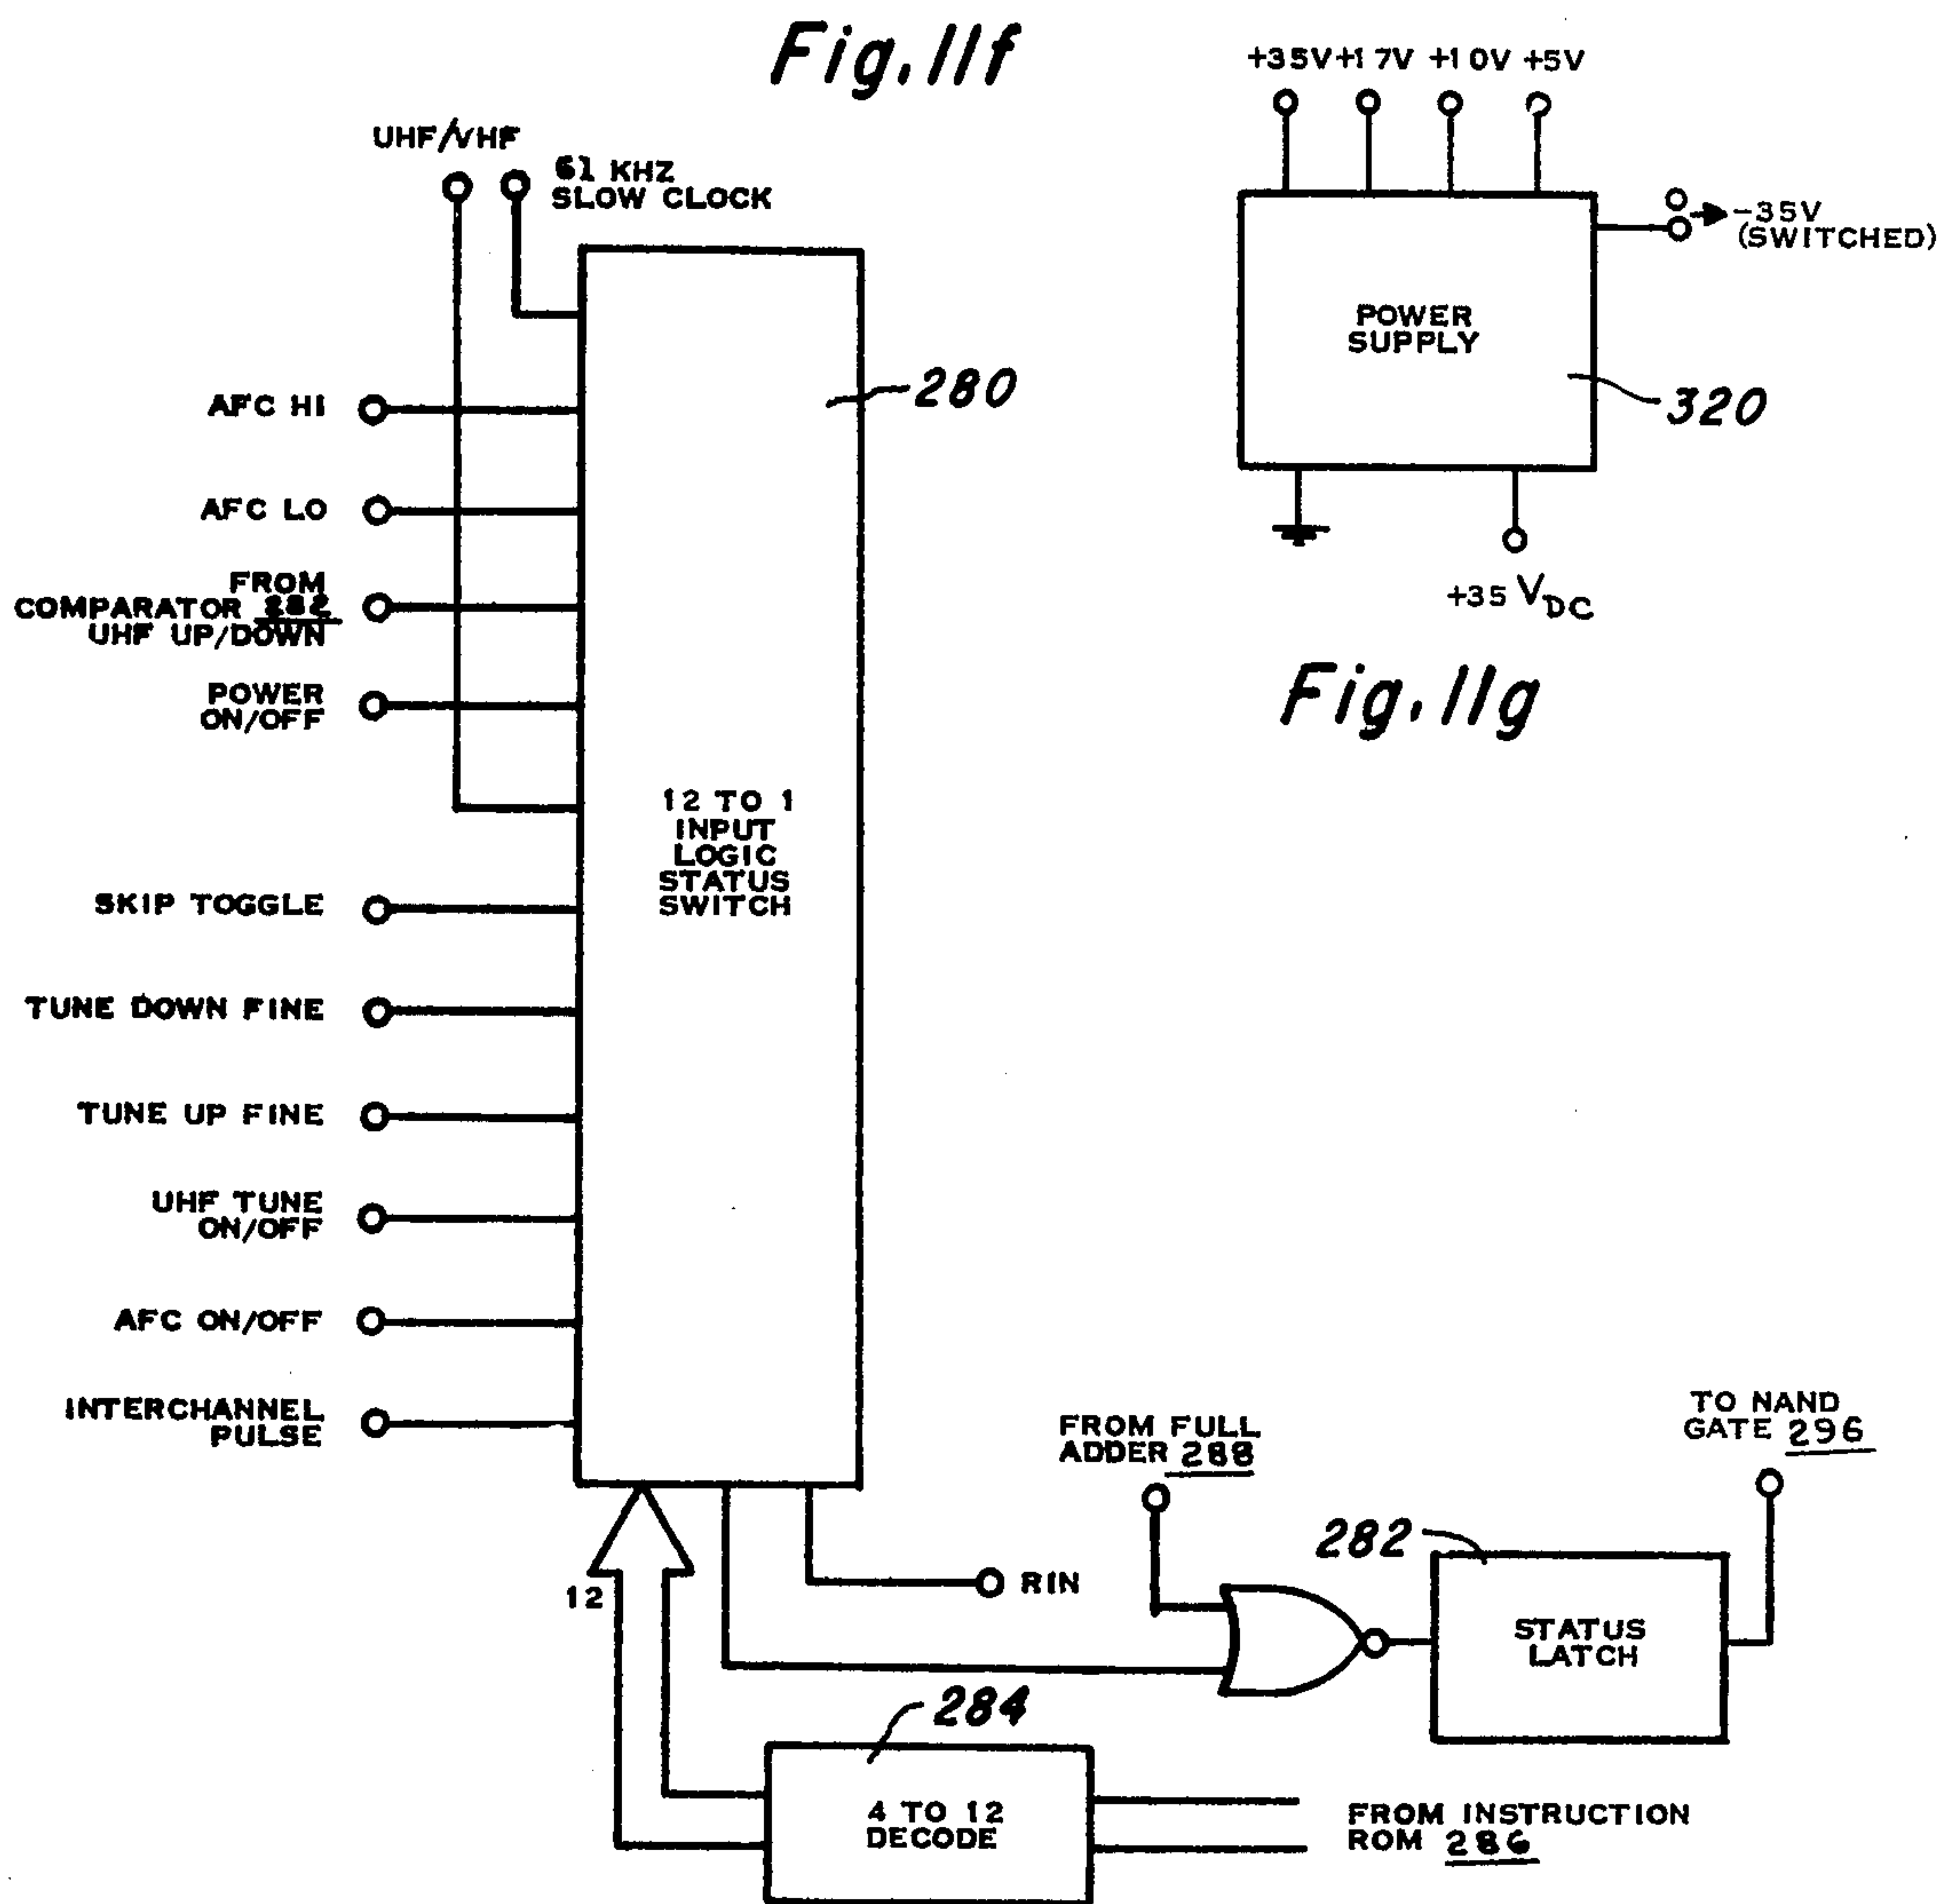 Fig. 11f
UHF/VHF
61 KHZ
SLOW CLOCK
AFC HI
AFC LO
FROM
COMPARATOR 282
UHF UP/DOWN
POWER
ON/OFF
SKIP TOGGLE
TUNE DOWN FINE
TUNE UP FINE
UHF TUNE
ON/OFF
AFC ON/OFF
INTERCHANNEL
PULSE
280
12 TO 1
INPUT
LOGIC
STATUS
SWITCH
12
RIN
FROM FULL
ADDER 288
282
STATUS
LATCH
TO NAND
GATE 296
284
4 TO 12
DECODE
FROM INSTRUCTION
ROM 286
+35V +17V +10V +5V
-35V
(SWITCHED)
POWER
SUPPLY
320
+35 VDC
Fig. 11g